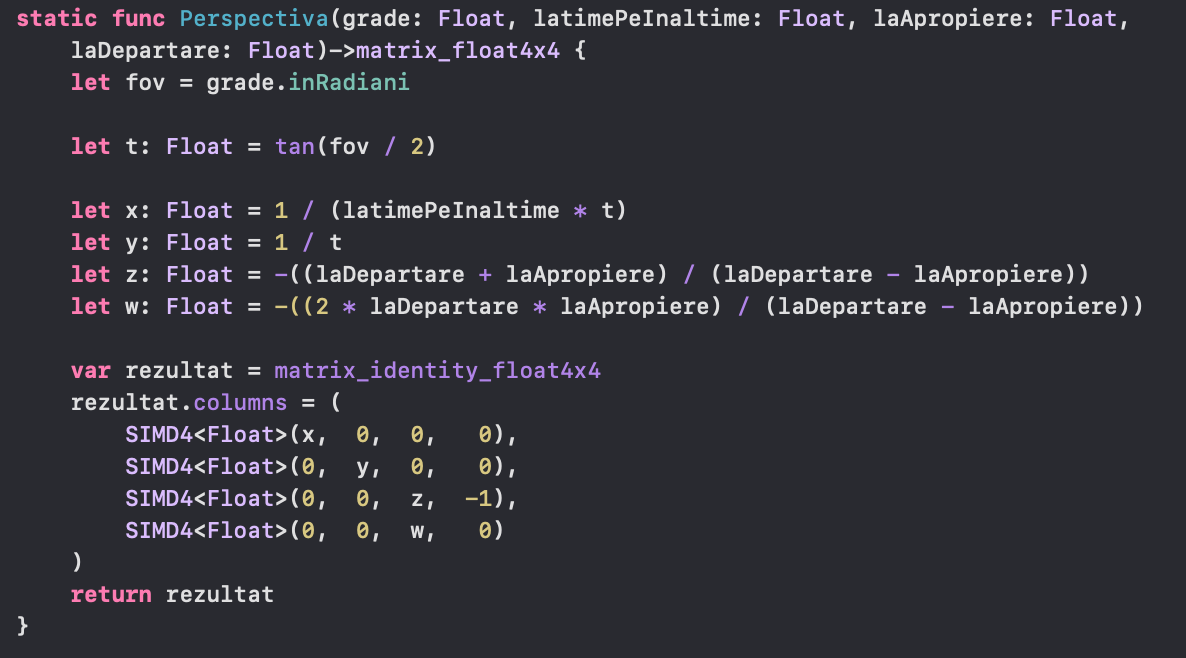 static func Perspectiva(grade: Float, latimePeInaltime: Float, laApropiere: Float,
    laDepartare: Float)->matrix_float4x4 {
    let fov = grade.inRadiani

    let t: Float = tan(fov / 2)

    let x: Float = 1 / (latimePeInaltime * t)
    let y: Float = 1 / t
    let z: Float = -((laDepartare + laApropiere) / (laDepartare - laApropiere))
    let w: Float = -((2 * laDepartare * laApropiere) / (laDepartare - laApropiere))

    var rezultat = matrix_identity_float4x4
    rezultat.columns = (
        SIMD4<Float>(x,  0,  0,   0),
        SIMD4<Float>(0,  y,  0,   0),
        SIMD4<Float>(0,  0,  z,  -1),
        SIMD4<Float>(0,  0,  w,   0)
    )
    return rezultat
}